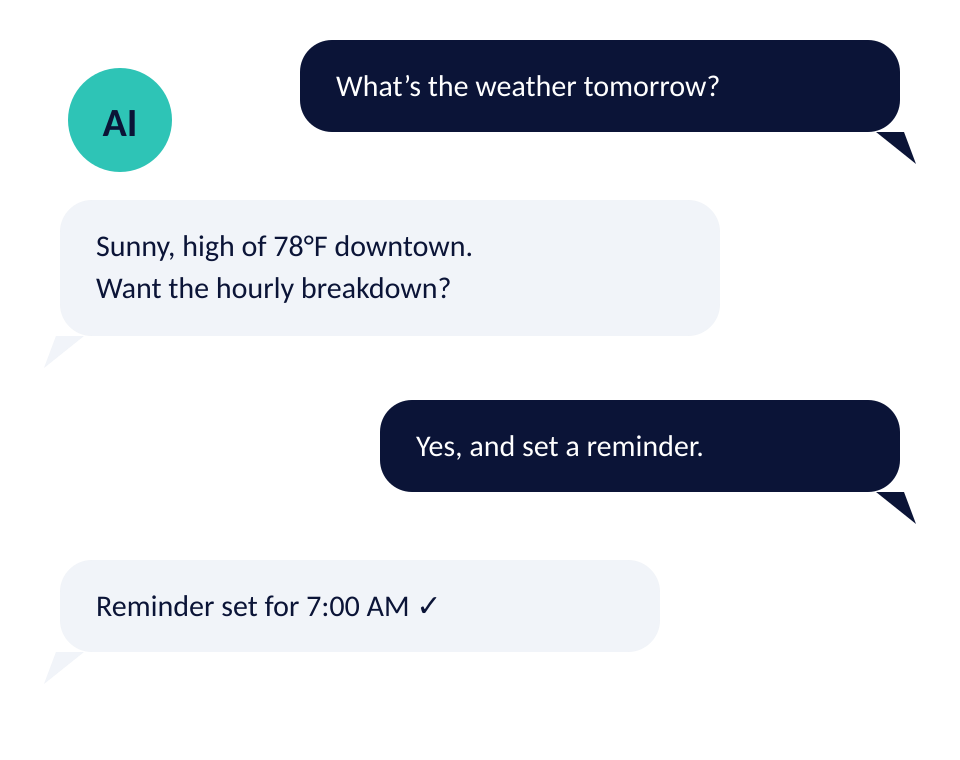 What’s the weather tomorrow?
AI
Sunny, high of 78°F downtown.
Want the hourly breakdown?
Yes, and set a reminder.
Reminder set for 7:00 AM ✓